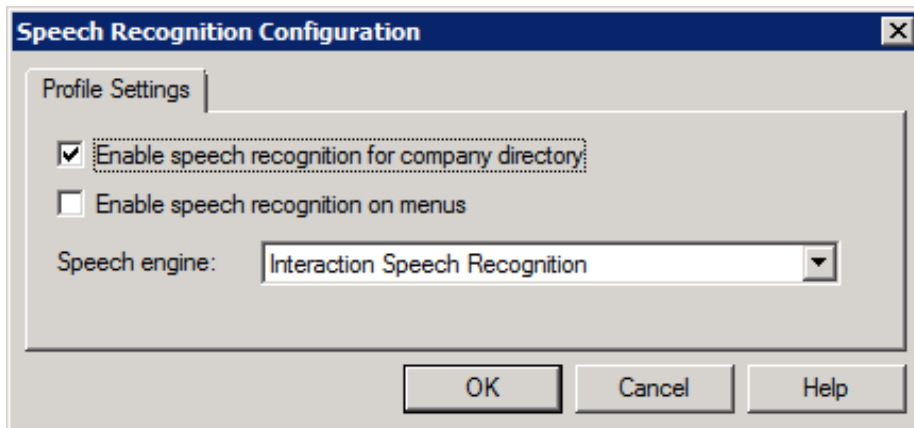 Speech Recognition Configuration
Profile Settings
Enable speech recognition for company directory
Enable speech recognition on menus
Speech engine: Interaction Speech Recognition
OK Cancel Help